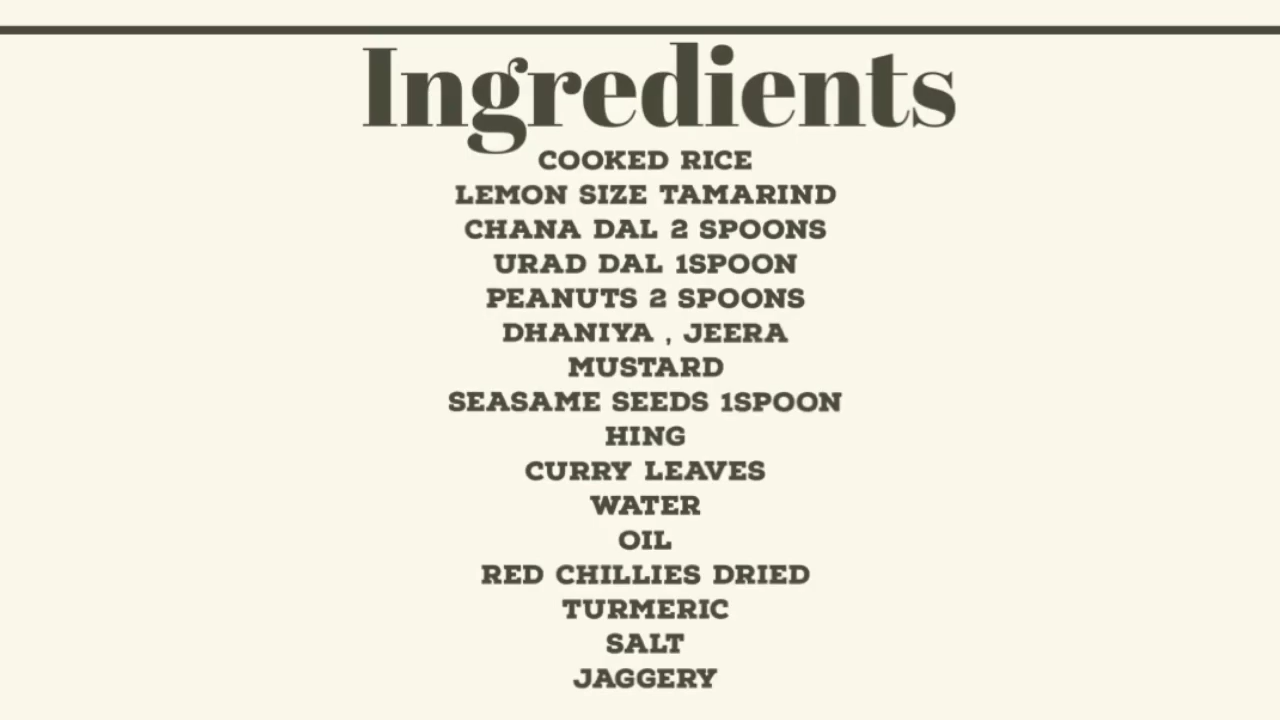 Ingredients
COOKED RICE
LEMON SIZE TAMARIND
CHANA DAL 2 SPOONS
URAD DAL 1SPOON
PEANUTS 2 SPOONS
DHANIYA , JEERA
MUSTARD
SEASAME SEEDS 1SPOON
HING
CURRY LEAVES
WATER
OIL
RED CHILLIES DRIED
TURMERIC
SALT
JAGGERY